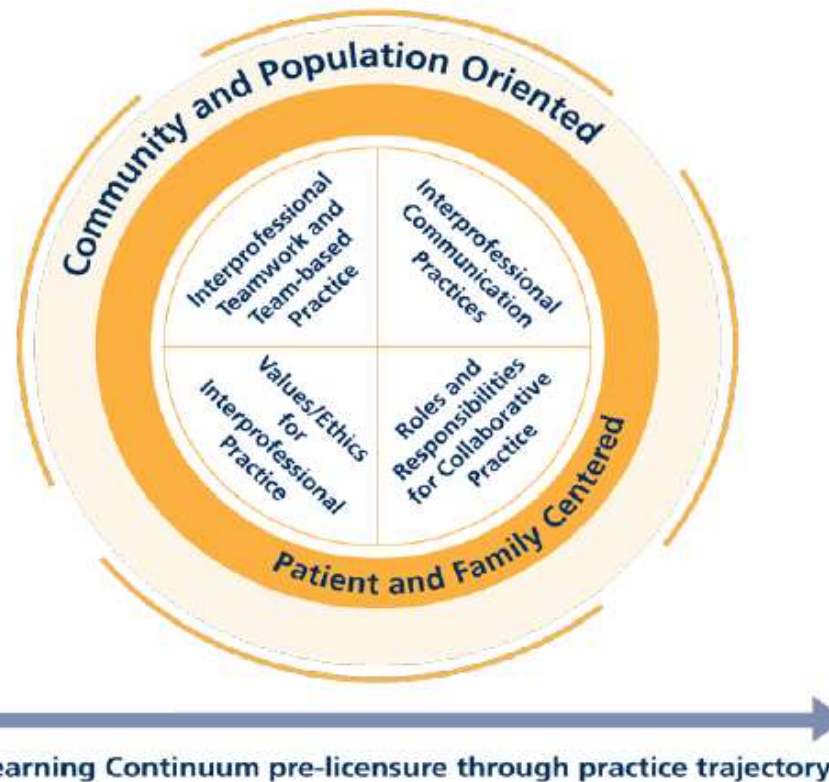 Community and Population Oriented
Interprofessional
Teamwork and
Team-based
Practice
Interprofessional
Communication
Practices
Values/Ethics
for
Interprofessional
Practice
Roles and
Responsibilities
for Collaborative
Practice
Patient and Family Centered
earning Continuum pre-licensure through practice trajectory